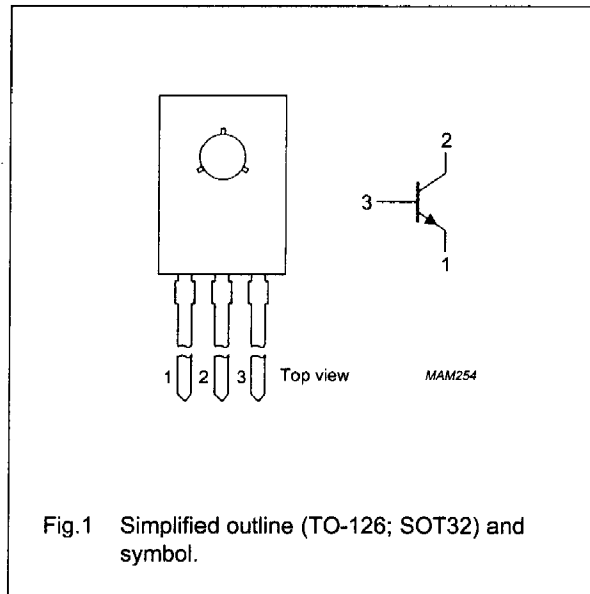 2
3
1
1 2 3 Top view MAM254
Fig.1 Simplified outline (TO-126; SOT32) and
symbol.